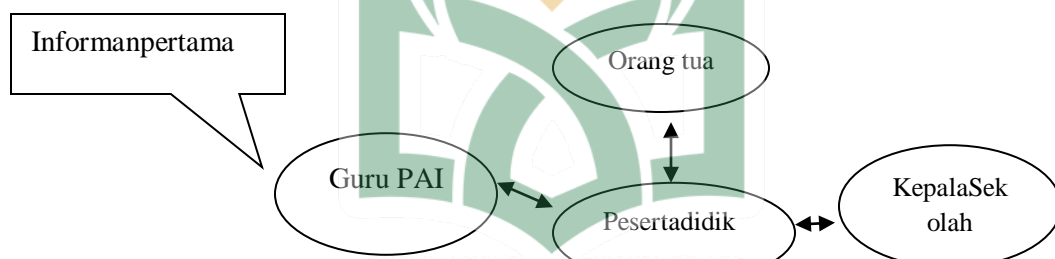 Informanpertama
Orang tua
Guru PAI
Pesertadidik
KepalaSek
olah